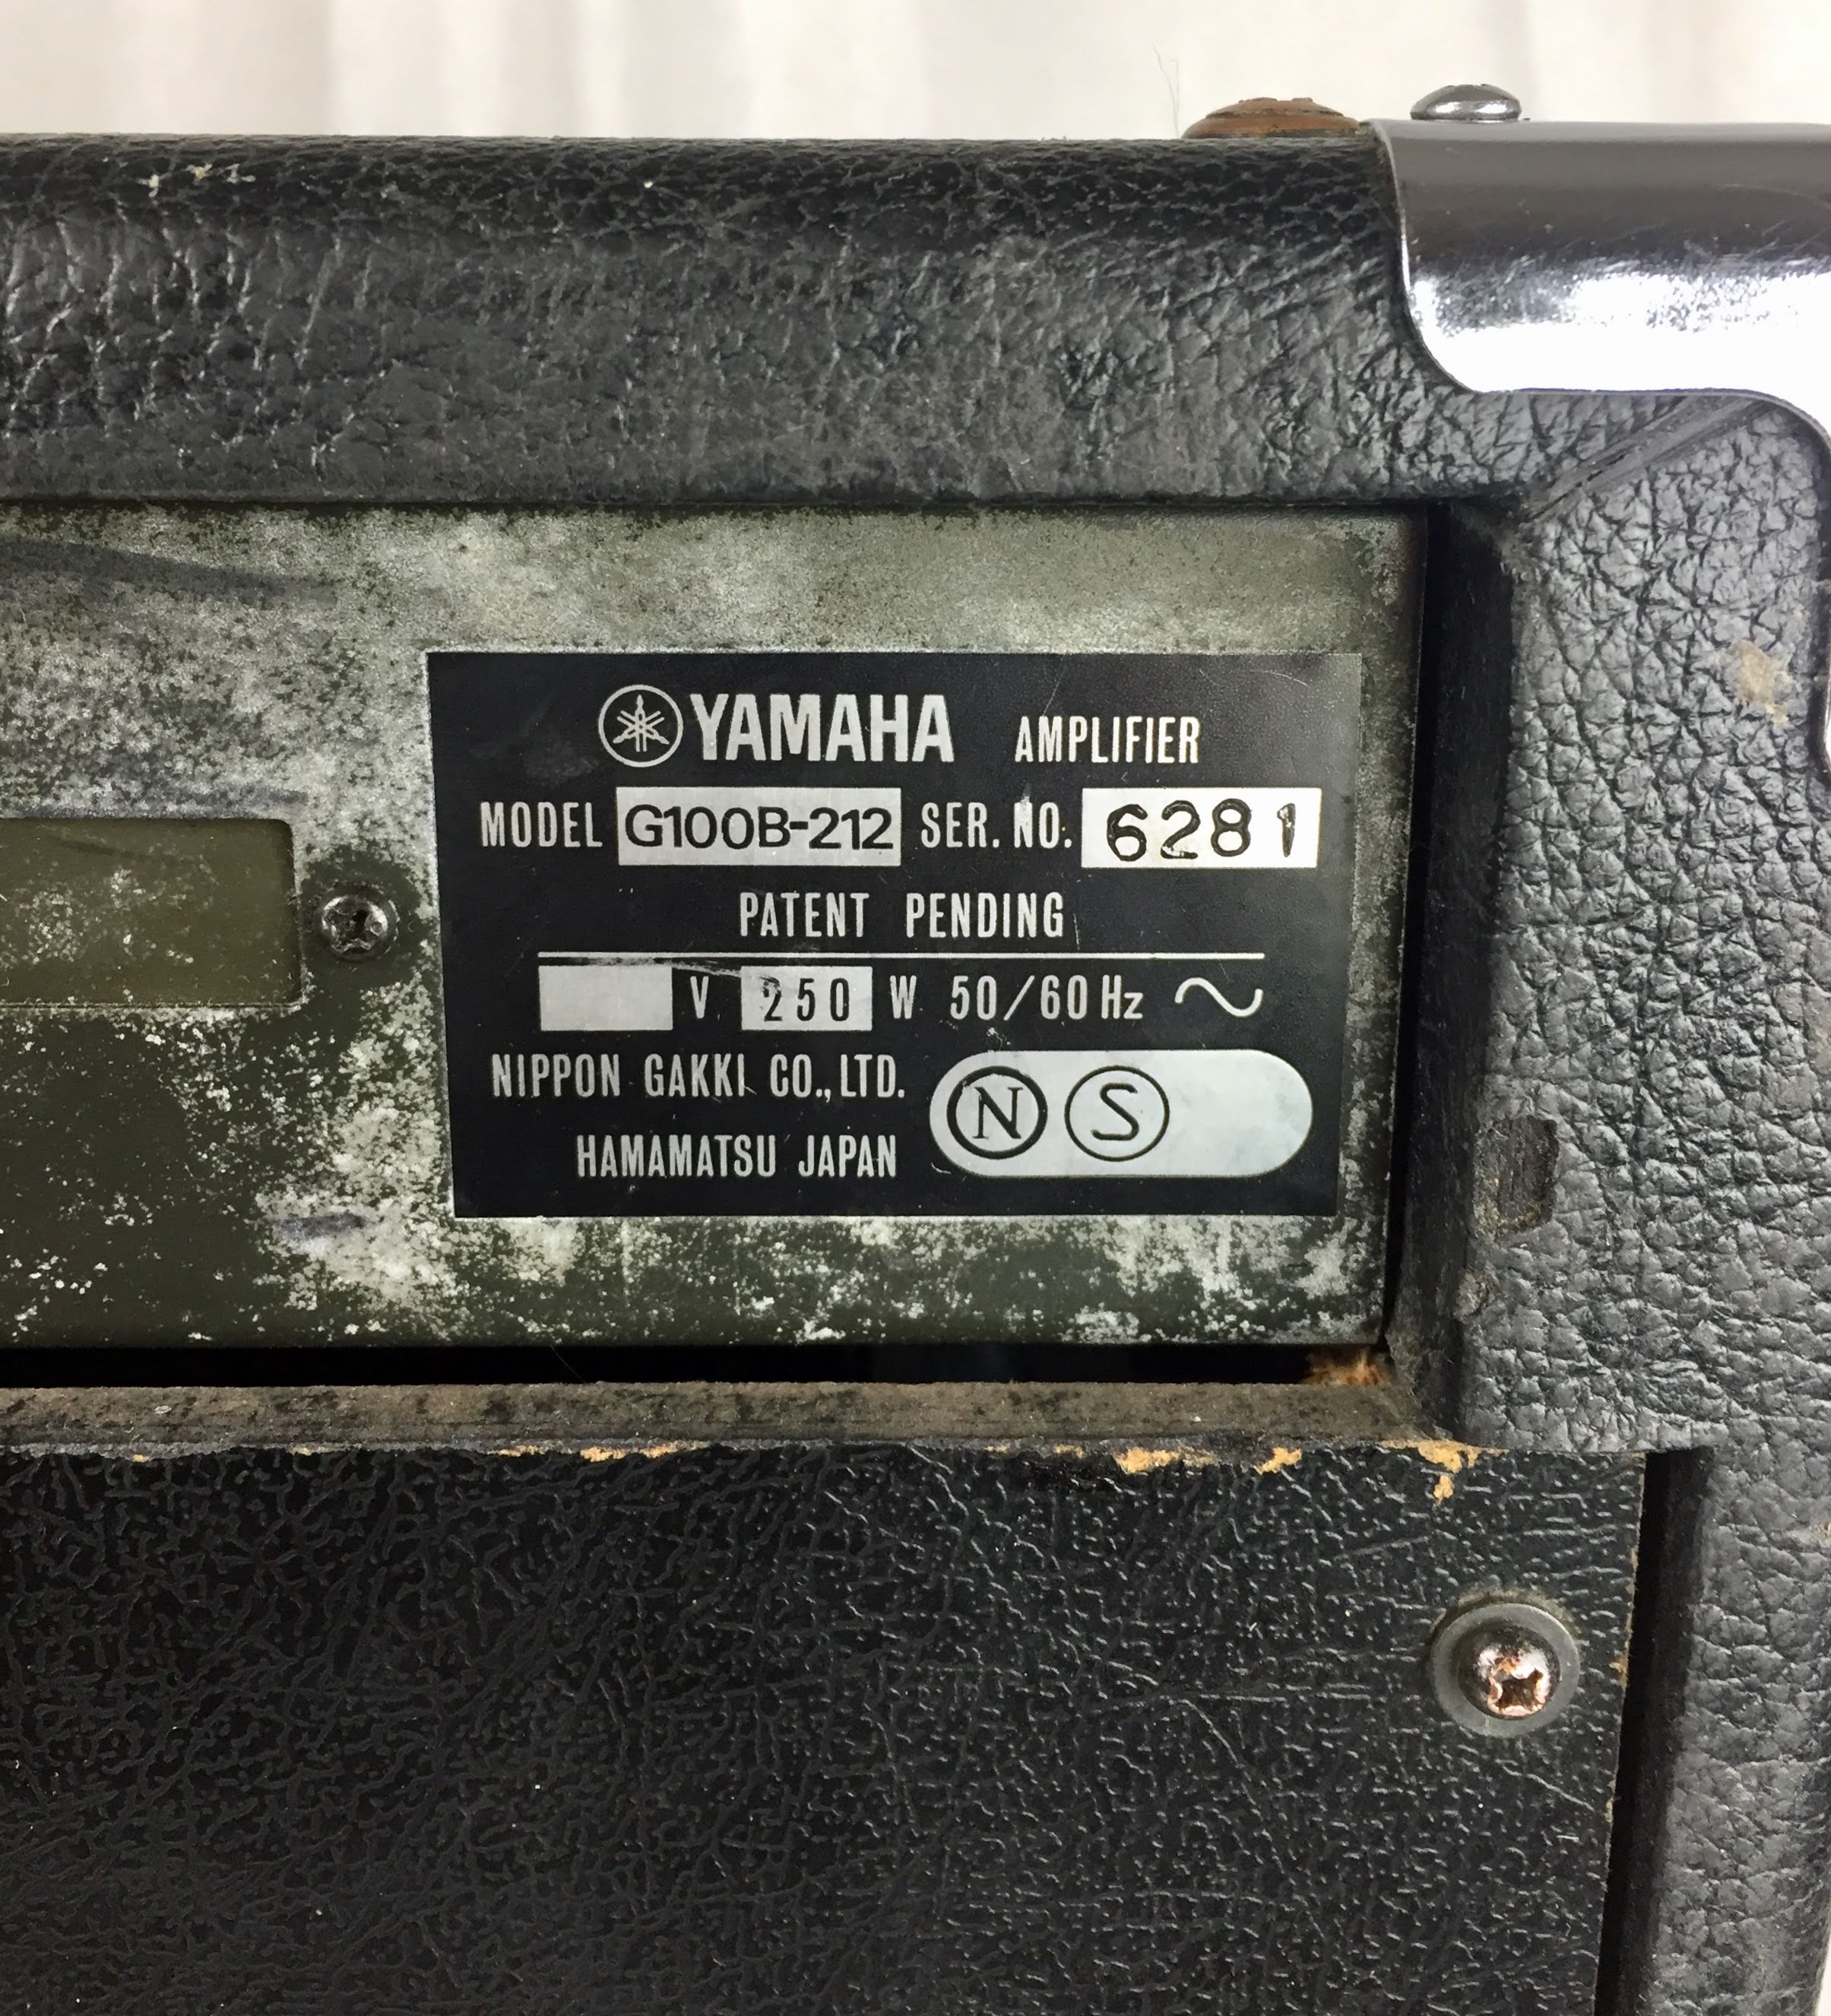 YAMAHA AMPLIFIER
MODEL G100B-212 SER. NO. 6281
PATENT PENDING
V 250 W 50/60 Hz ~
NIPPON GAKKI CO., LTD.
HAMAMATSU JAPAN
N S